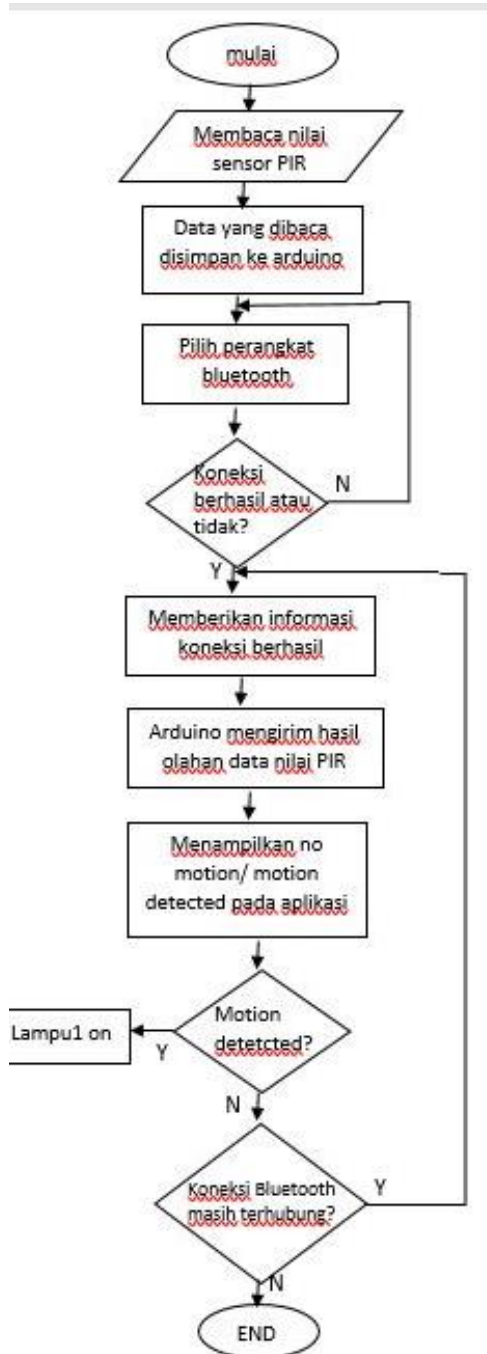 mulai
Membaca nilai
sensor PIR
Data yang dibaca
disimpan ke arduino
Pilih perangkat
bluetooth
Koneksi
berhasil atau
tidak?
N
Y
Memberikan informasi
koneksi berhasil
Arduino mengirim hasil
olahan data nilai PIR
Menampilkan no
motion/ motion
detected pada aplikasi
Motion
detetcted?
Lampu1 on
Y
N
Koneksi Bluetooth
masih terhubung?
Y
N
END